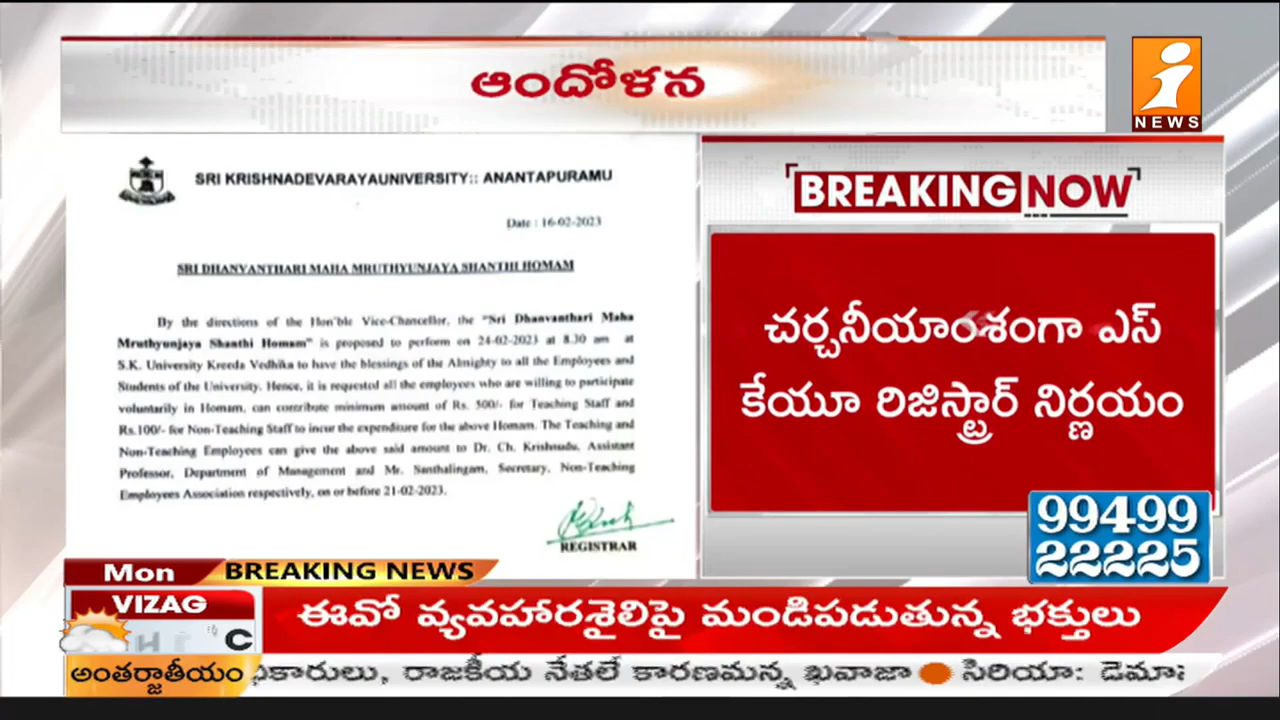 ఆందోళన
i
NEWS
SRI KRISHNADEVARAYAUNIVERSITY:: ANANTAPURAMU
Date : 16-02-2023
SRI DHANVANTHARI MAHA MRUTHYUNJAYA SHANTHI HOMAM
By the directions of the Hon'ble Vice-Chancellor, the "Sri Dhanvanthari Maha
Mruthyunjaya Shanthi Homam" is proposed to perform on 24-02-2023 at 8.30 am at
S.K. University Kreeda Vedhika to have the blessings of the Almighty to all the Employees and
Students of the University. Hence, it is requested all the employees who are willing to participate
voluntarily in Homam, can contribute minimum amount of Rs. 500/- for Teaching Staff and
Rs.100/- for Non-Teaching Staff to incur the expenditure for the above Homam. The Teaching and
Non-Teaching Employees can give the above said amount to Dr. Ch. Krishnudu, Assistant
Professor, Department of Management and Mr. Santhalingam, Secretary, Non-Teaching
Employees Association respectively, on or before 21-02-2023.
REGISTRAR
BREAKING NOW
చర్చనీయాంశంగా ఎస్
కేయూ రిజిస్ట్రార్ నిర్ణయం
99499
22225
Mon
BREAKING NEWS
VIZAG
C
ఈవో వ్యవహారశైలిపై మండిపడుతున్న భక్తులు
అంతర్జాతీయం
రాజకీయ నేతలే కారణమన్న ఖవాజా
సిరియా: